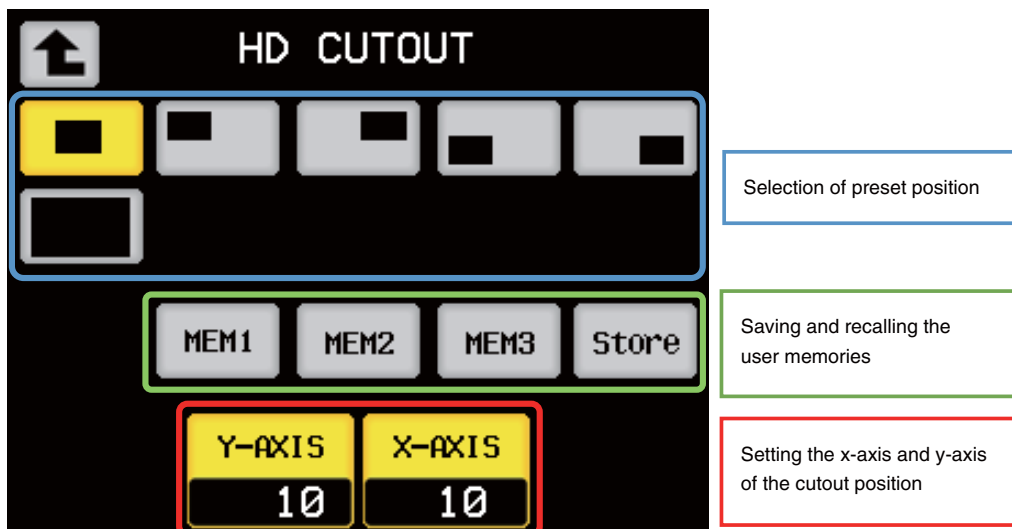 HD CUTOUT
Selection of preset position
MEM1 MEM2 MEM3 Store
Saving and recalling the
user memories
Y-AXIS X-AXIS
10 10
Setting the x-axis and y-axis
of the cutout position